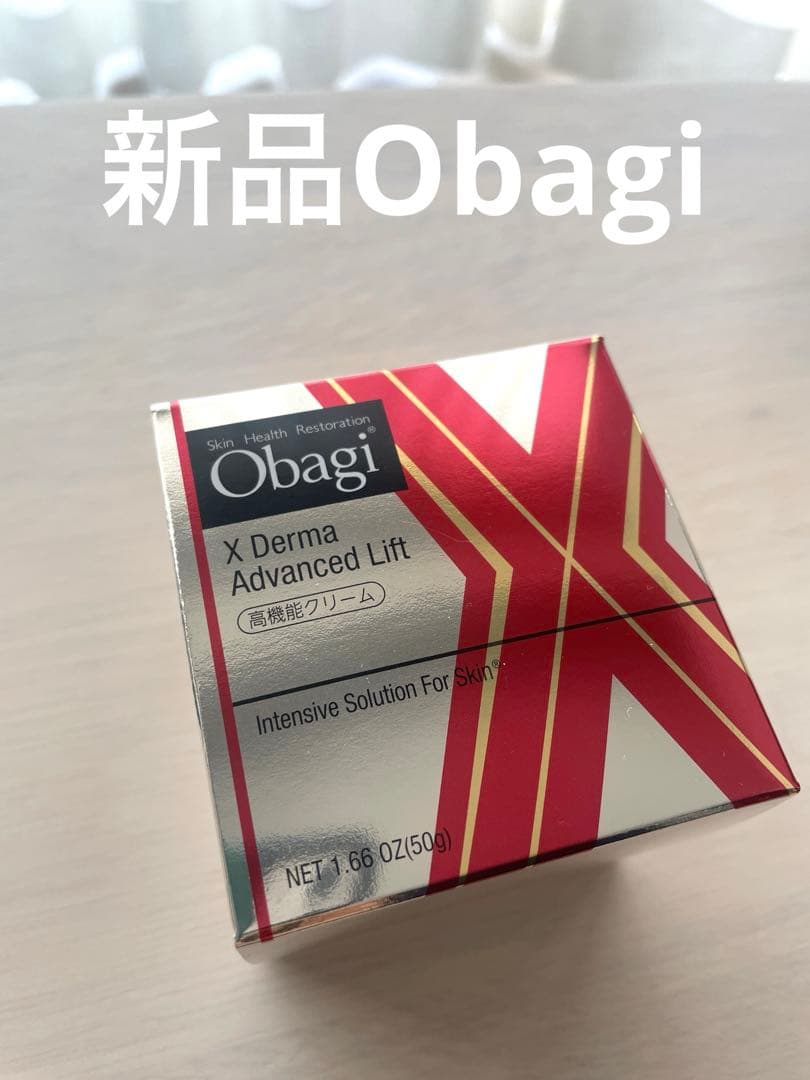 新品Obagi
Skin Health Restoration
Obagi®
X Derma
Advanced Lift
高機能クリーム
Intensive Solution For Skin®
NET 1.66 OZ(50g)